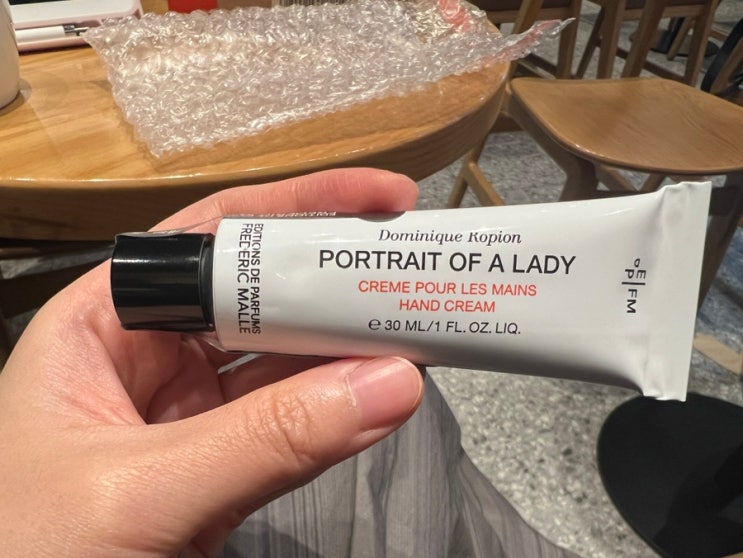 Dominique Ropion
PORTRAIT OF A LADY
CREME POUR LES MAINS
HAND CREAM
℮ 30 ML/1 FL. OZ. LIQ.
EDITIONS DE PARFUMS
FREDERIC MALLE
E
DP|FM